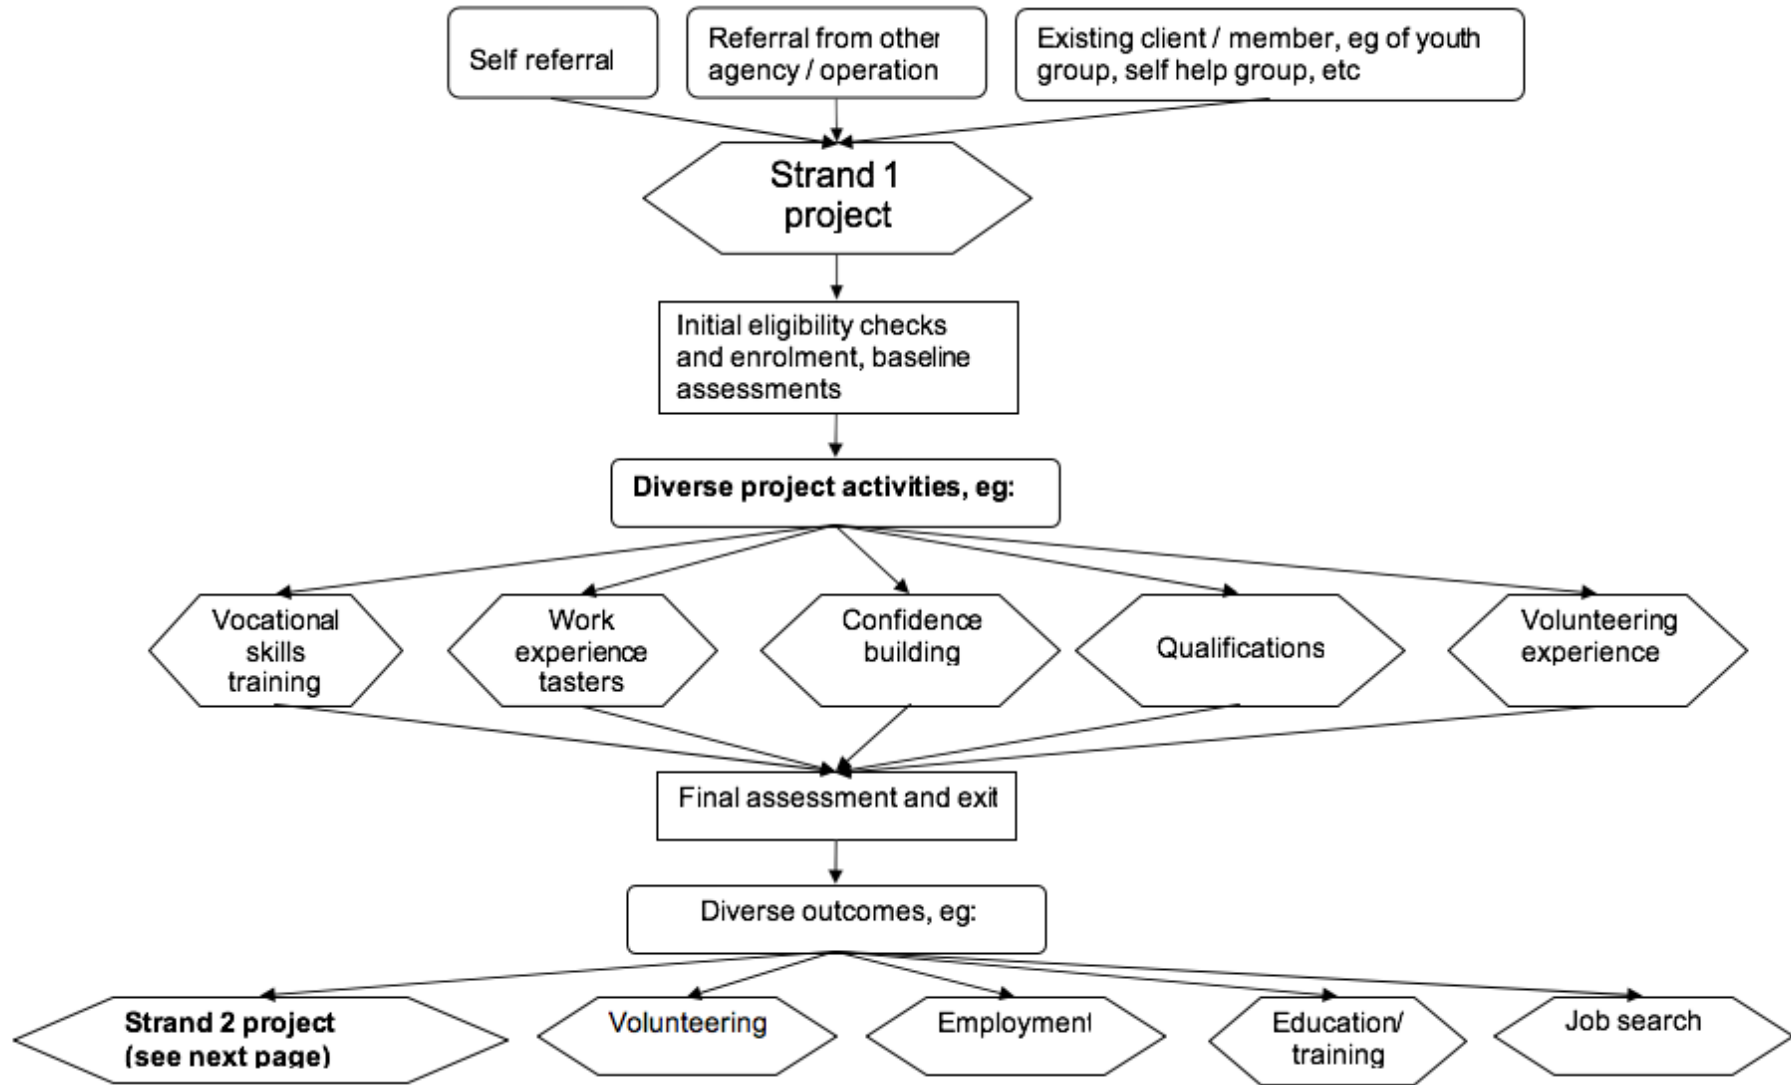 Self referral
Referral from other
agency / operation
Existing client / member, eg of youth
group, self help group, etc
Strand 1
project
Initial eligibility checks
and enrolment, baseline
assessments
Diverse project activities, eg:
Vocational
skills
training
Work
experience
tasters
Confidence
building
Qualifications
Volunteering
experience
Final assessment and exit
Diverse outcomes, eg:
Strand 2 project
(see next page)
Volunteering
Employment
Education/
training
Job search